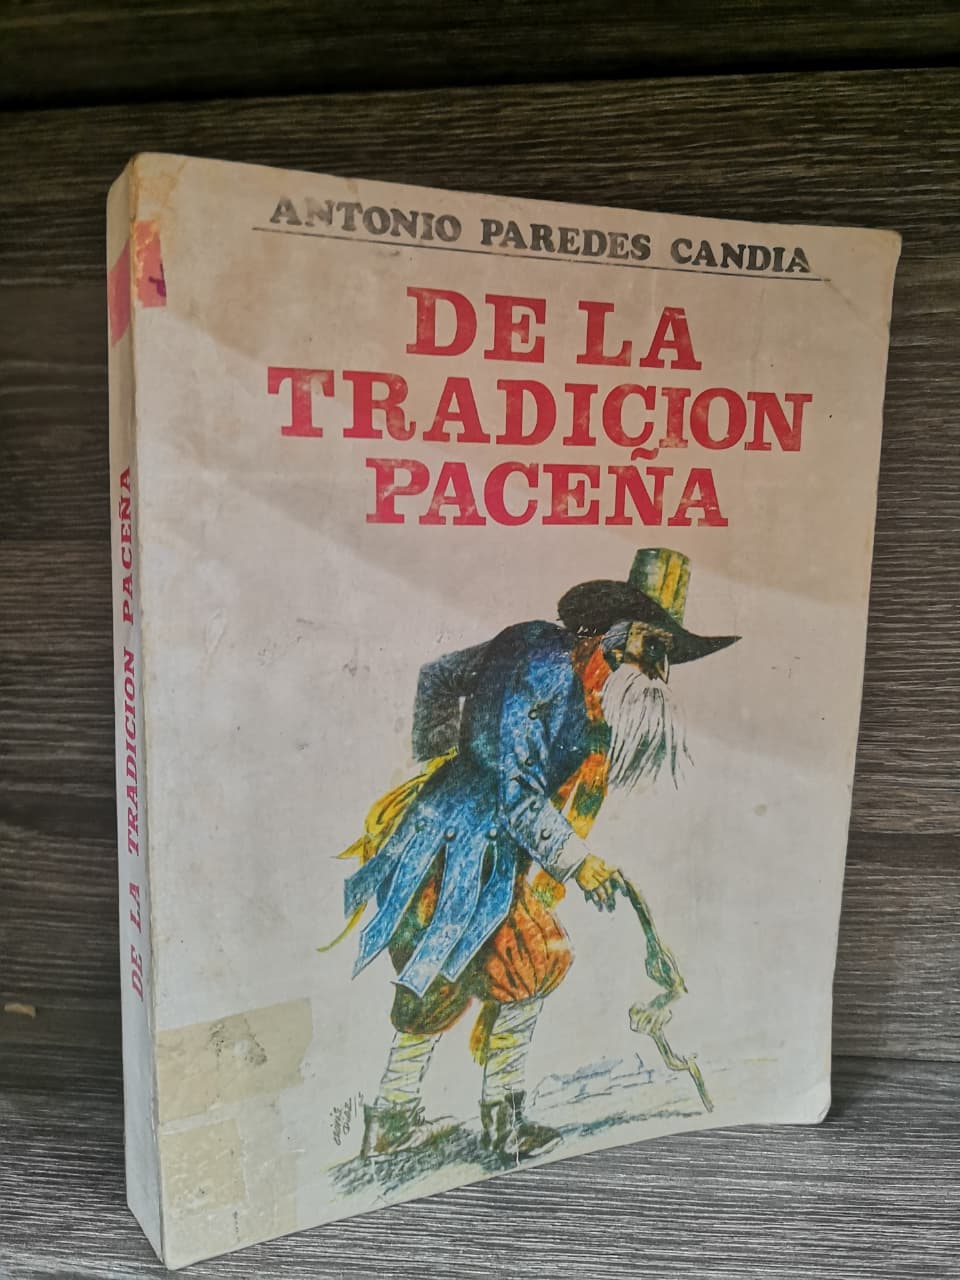 ANTONIO PAREDES CANDIA
DE LA
TRADICION
PACEÑA
DE LA TRADICION PACEÑA